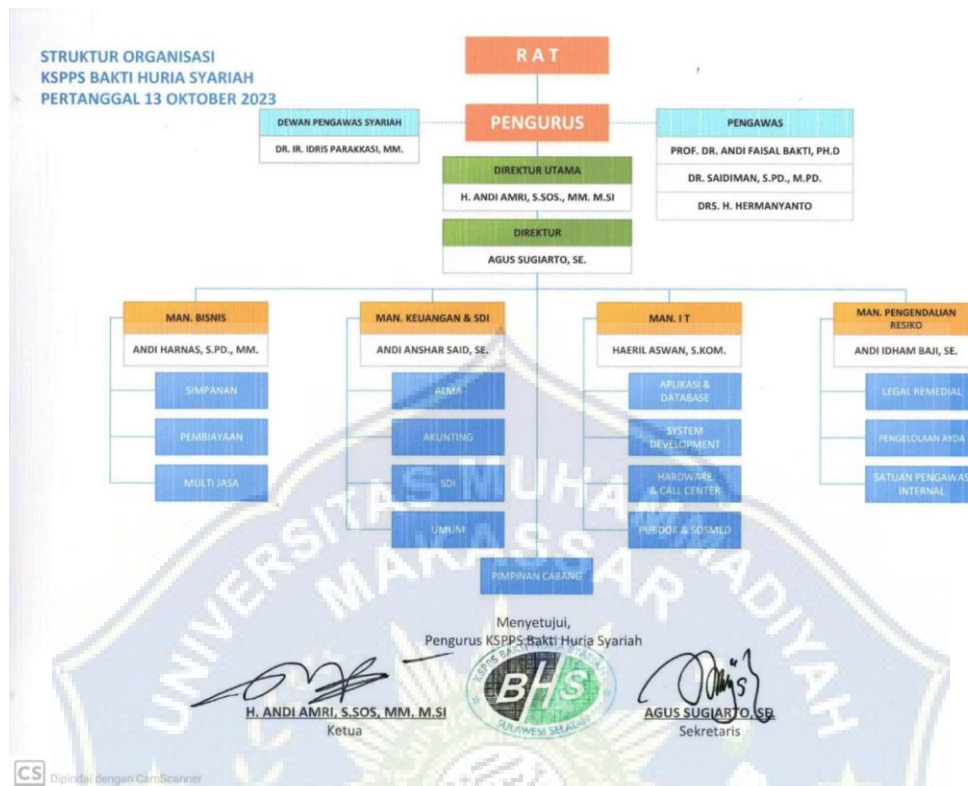 STRUKTUR ORGANISASI
KSPPS BAKTI HURIA SYARIAH
PERTANGGAL 13 OKTOBER 2023
R A T
PENGURUS
DEWAN PENGAWAS SYARIAH
DR. IR. IDRIS PARAKKASI, MM.
PENGAWAS
PROF. DR. ANDI FAISAL BAKTI, PH.D
DR. SAIDIMAN, S.PD., M.PD.
DRS. H. HERMANYANTO
DIREKTUR UTAMA
H. ANDI AMRI, S.SOS., MM. M.SI
DIREKTUR
AGUS SUGIARTO, SE.
MAN. BISNIS
ANDI HARNAS, S.PD., MM.
SIMPANAN
PEMBIAYAAN
MULTI JASA
MAN. KEUANGAN & SDI
ANDI ANSHAR SAID, SE.
ALMA
AKUNTING
SDI
UMUM
MAN. I T
HAERIL ASWAN, S.KOM.
APLIKASI &
DATABASE
SYSTEM
DEVELOPMENT
HARDWARE
& CALL CENTER
PUBDOK & SOSMED
MAN. PENGENDALIAN
RESIKO
ANDI IDHAM BAJI, SE.
LEGAL REMEDIAL
PENGELOLAAN AYDA
SATUAN PENGAWAS
INTERNAL
PIMPINAN CABANG
UNIVERSITAS MUHAMMADIYAH
MAKASSAR
Menyetujui,
Pengurus KSPPS Bakti Huria Syariah
KSPPS BAKTI HURIA SYARIAH
BHS
SULAWESI SELATAN
H. ANDI AMRI, S.SOS, MM, M.SI
Ketua
AGUS SUGIARTO, SE.
Sekretaris
CS Dipindai dengan CamScanner